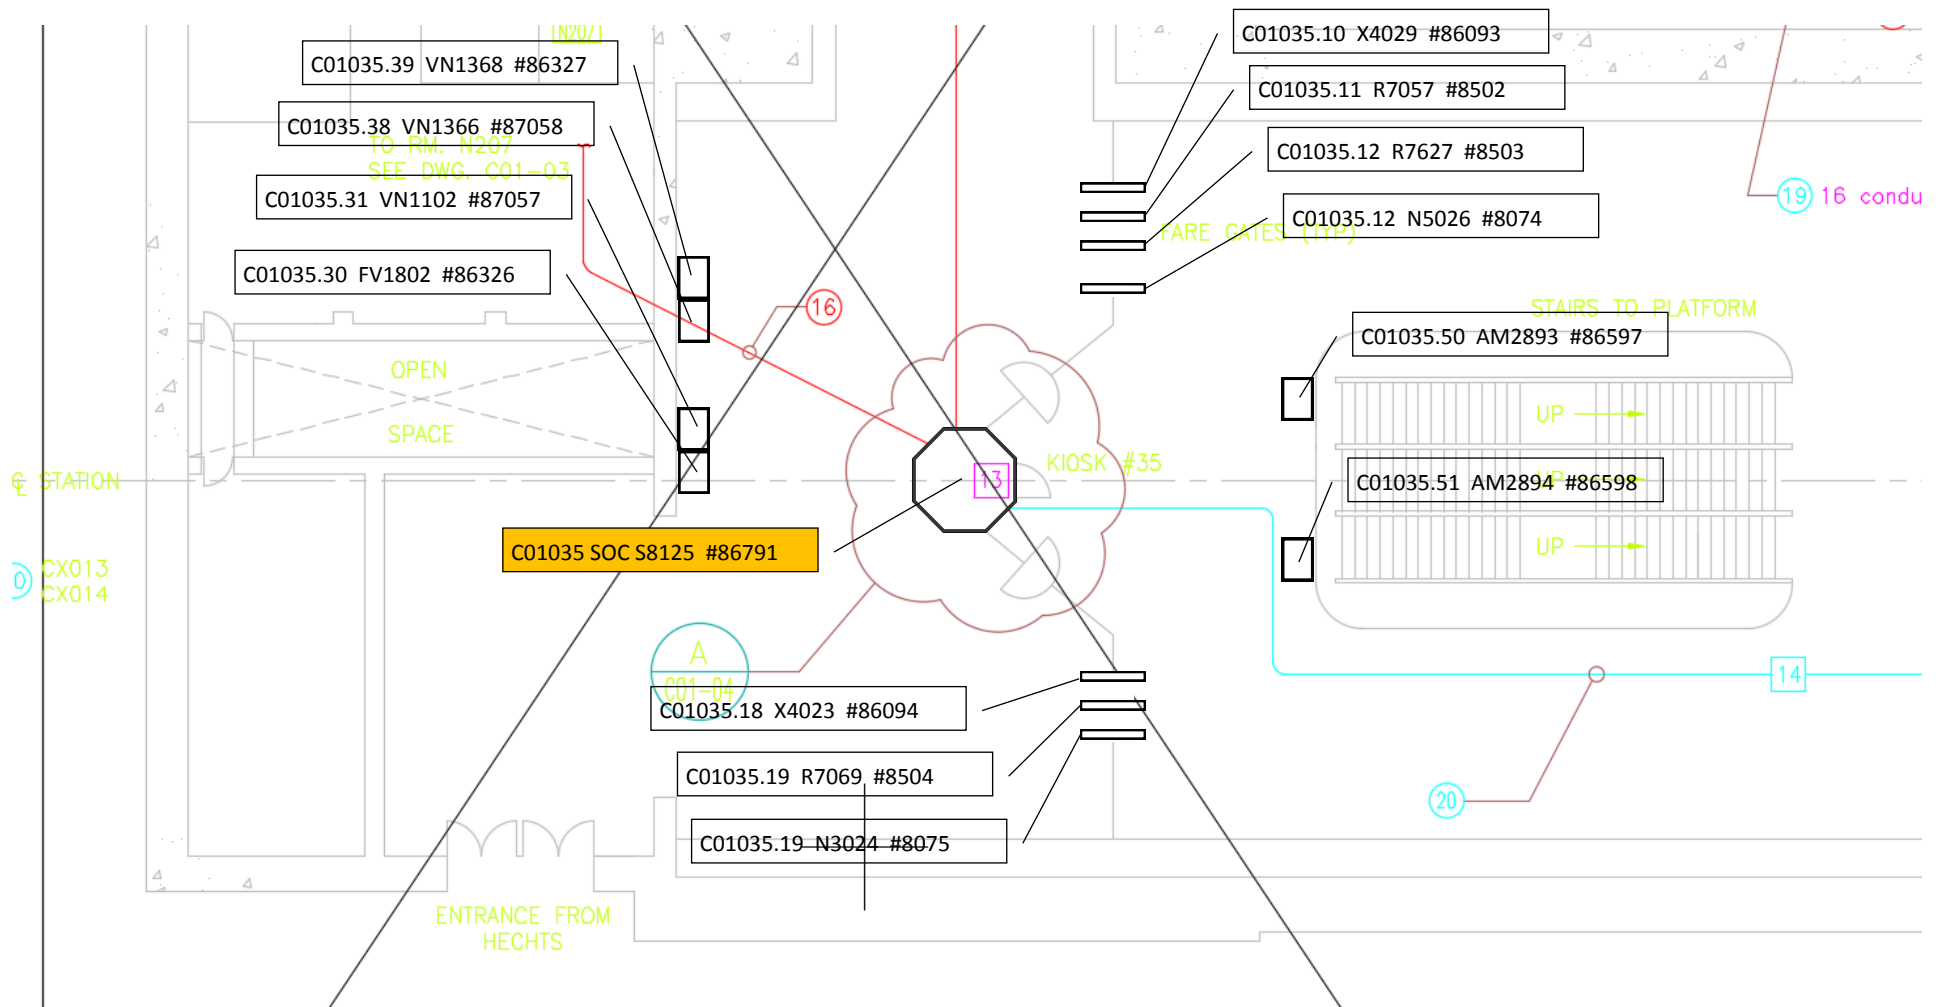 [N207]
C01035.10 X4029 #86093
C01035.39 VN1368 #86327
C01035.11 R7057 #8502
C01035.38 VN1366 #87058
TO RM. N207
SEE DWG. C01-03
C01035.12 R7627 #8503
C01035.31 VN1102 #87057
19 16 condu
C01035.12 N5026 #8074
FARE GATES (TYP)
C01035.30 FV1802 #86326
16
STAIRS TO PLATFORM
C01035.50 AM2893 #86597
OPEN
SPACE
UP
KIOSK #35
13
℄ STATION
C01035.51 AM2894 #86598
UP
C01035 SOC S8125 #86791
UP
D
CX013
CX014
A
C01-04
14
C01035.18 X4023 #86094
C01035.19 R7069 #8504
20
C01035.19 N3024 #8075
ENTRANCE FROM
HECHTS